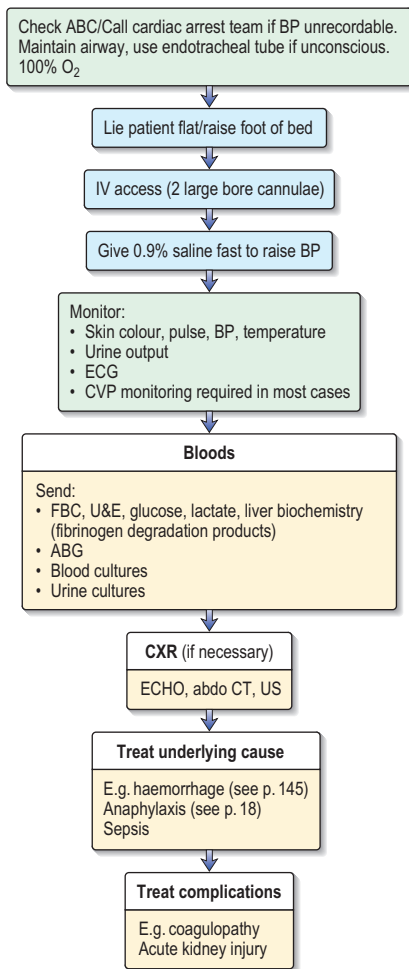 Check ABC/Call cardiac arrest team if BP unrecordable.
Maintain airway, use endotracheal tube if unconscious.
100% O₂
Lie patient flat/raise foot of bed
IV access (2 large bore cannulae)
Give 0.9% saline fast to raise BP
Monitor:
• Skin colour, pulse, BP, temperature
• Urine output
• ECG
• CVP monitoring required in most cases
Bloods
Send:
• FBC, U&E, glucose, lactate, liver biochemistry
(fibrinogen degradation products)
• ABG
• Blood cultures
• Urine cultures
CXR (if necessary)
ECHO, abdo CT, US
Treat underlying cause
E.g. haemorrhage (see p. 145)
Anaphylaxis (see p. 18)
Sepsis
Treat complications
E.g. coagulopathy
Acute kidney injury